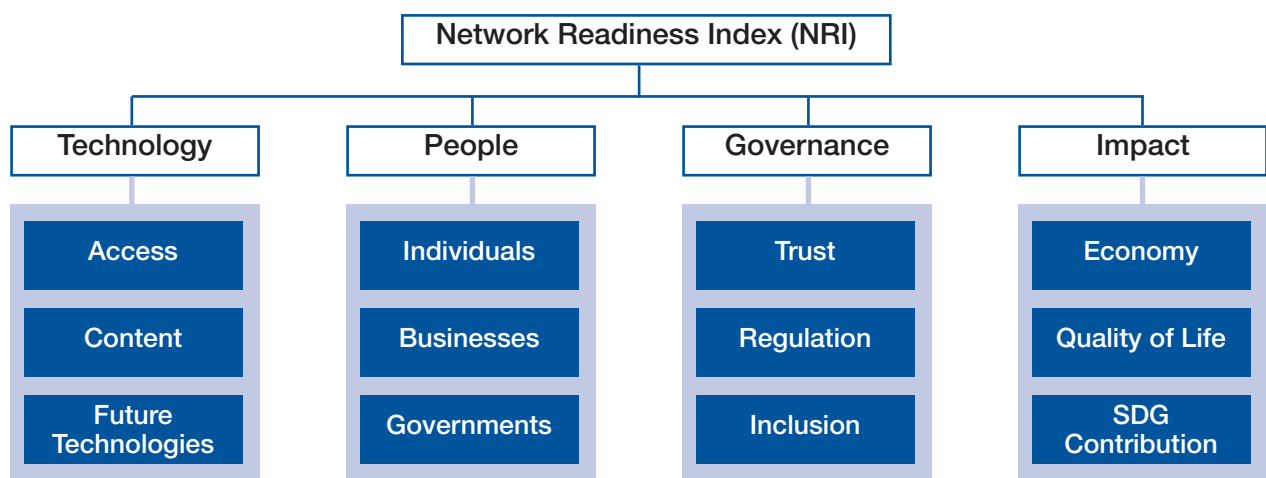 Network Readiness Index (NRI)
Technology
People
Governance
Impact
Access
Individuals
Trust
Economy
Content
Businesses
Regulation
Quality of Life
Future
Technologies
Governments
Inclusion
SDG
Contribution